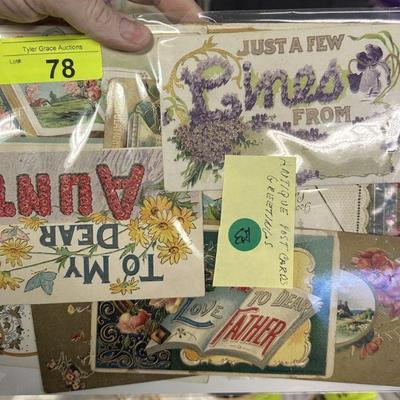 Tyler Grace Auctions
Lot#
78
JUST A FEW
Lines
FROM
TO MY
DEAR
AUNT
ANTIQUE POST CARDS
GREETINGS
LOVE TO DEAR
FATHER